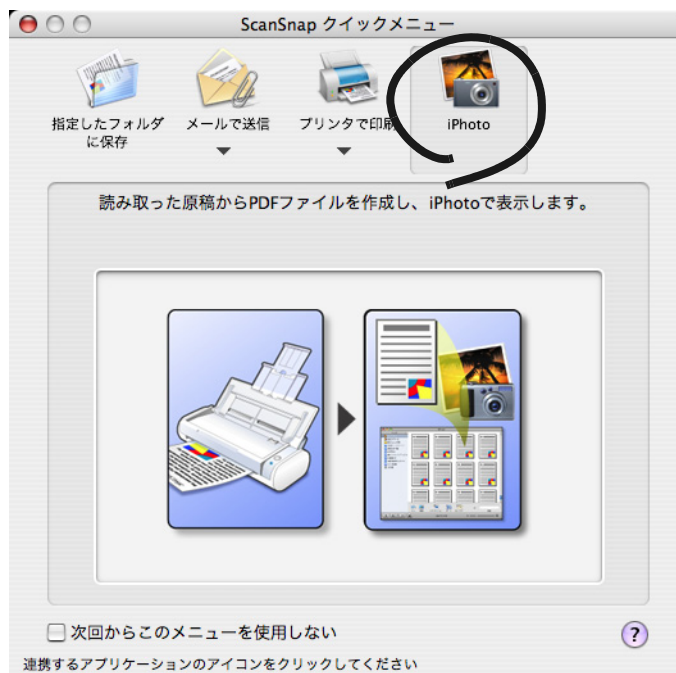 ScanSnap クイックメニュー
指定したフォルダ
に保存
メールで送信
プリンタで印刷
iPhoto
読み取った原稿からPDFファイルを作成し、iPhotoで表示します。
次回からこのメニューを使用しない
?
連携するアプリケーションのアイコンをクリックしてください